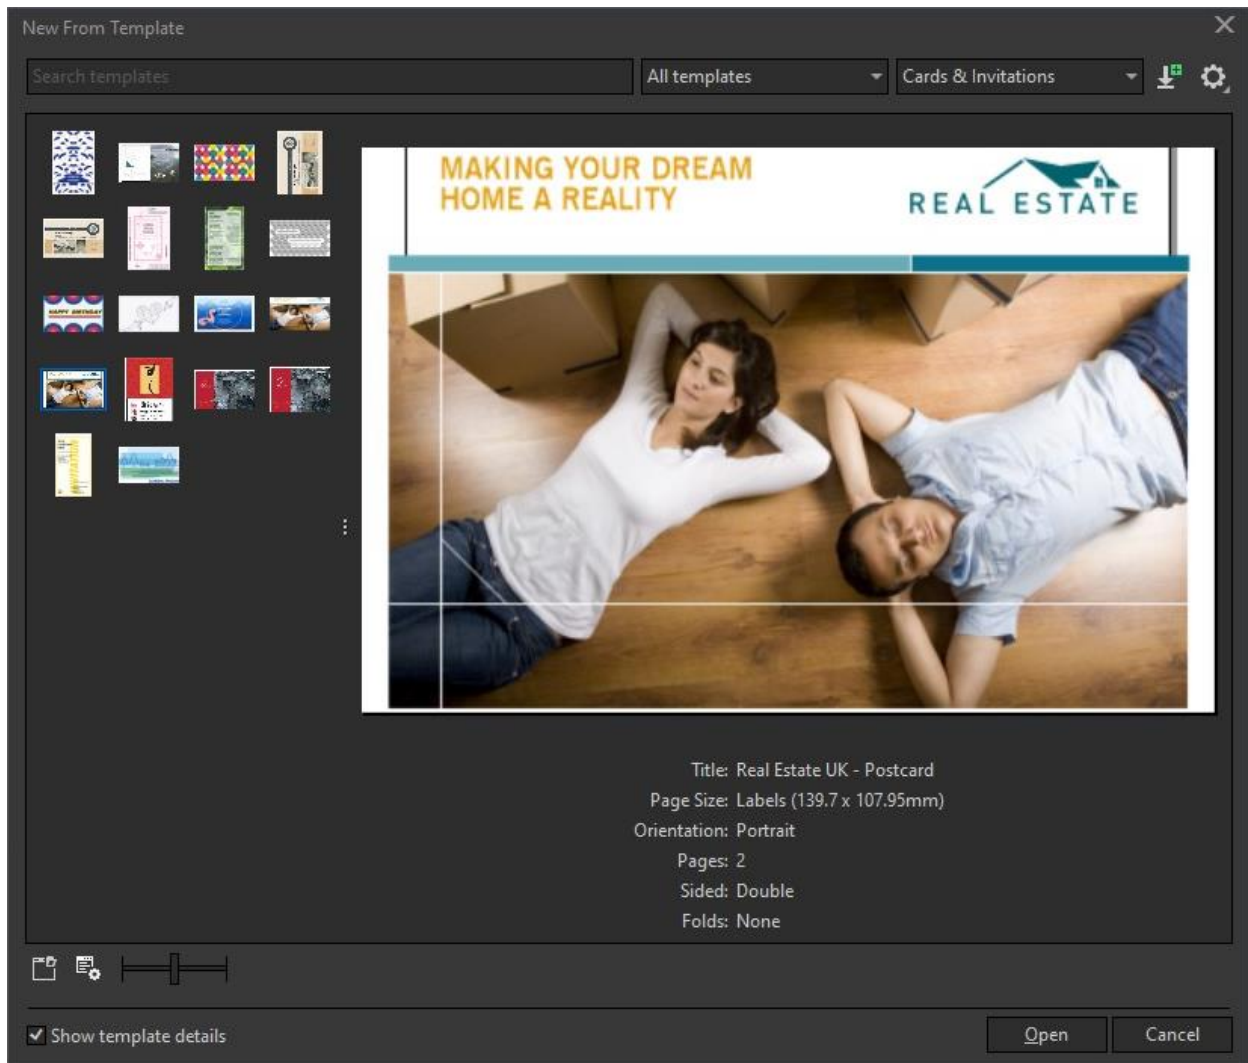 New From Template
Search templates
All templates
Cards & Invitations
MAKING YOUR DREAM
HOME A REALITY
REAL ESTATE
HAPPY BIRTHDAY
Title: Real Estate UK - Postcard
Page Size: Labels (139.7 x 107.95mm)
Orientation: Portrait
Pages: 2
Sided: Double
Folds: None
Show template details
Open
Cancel